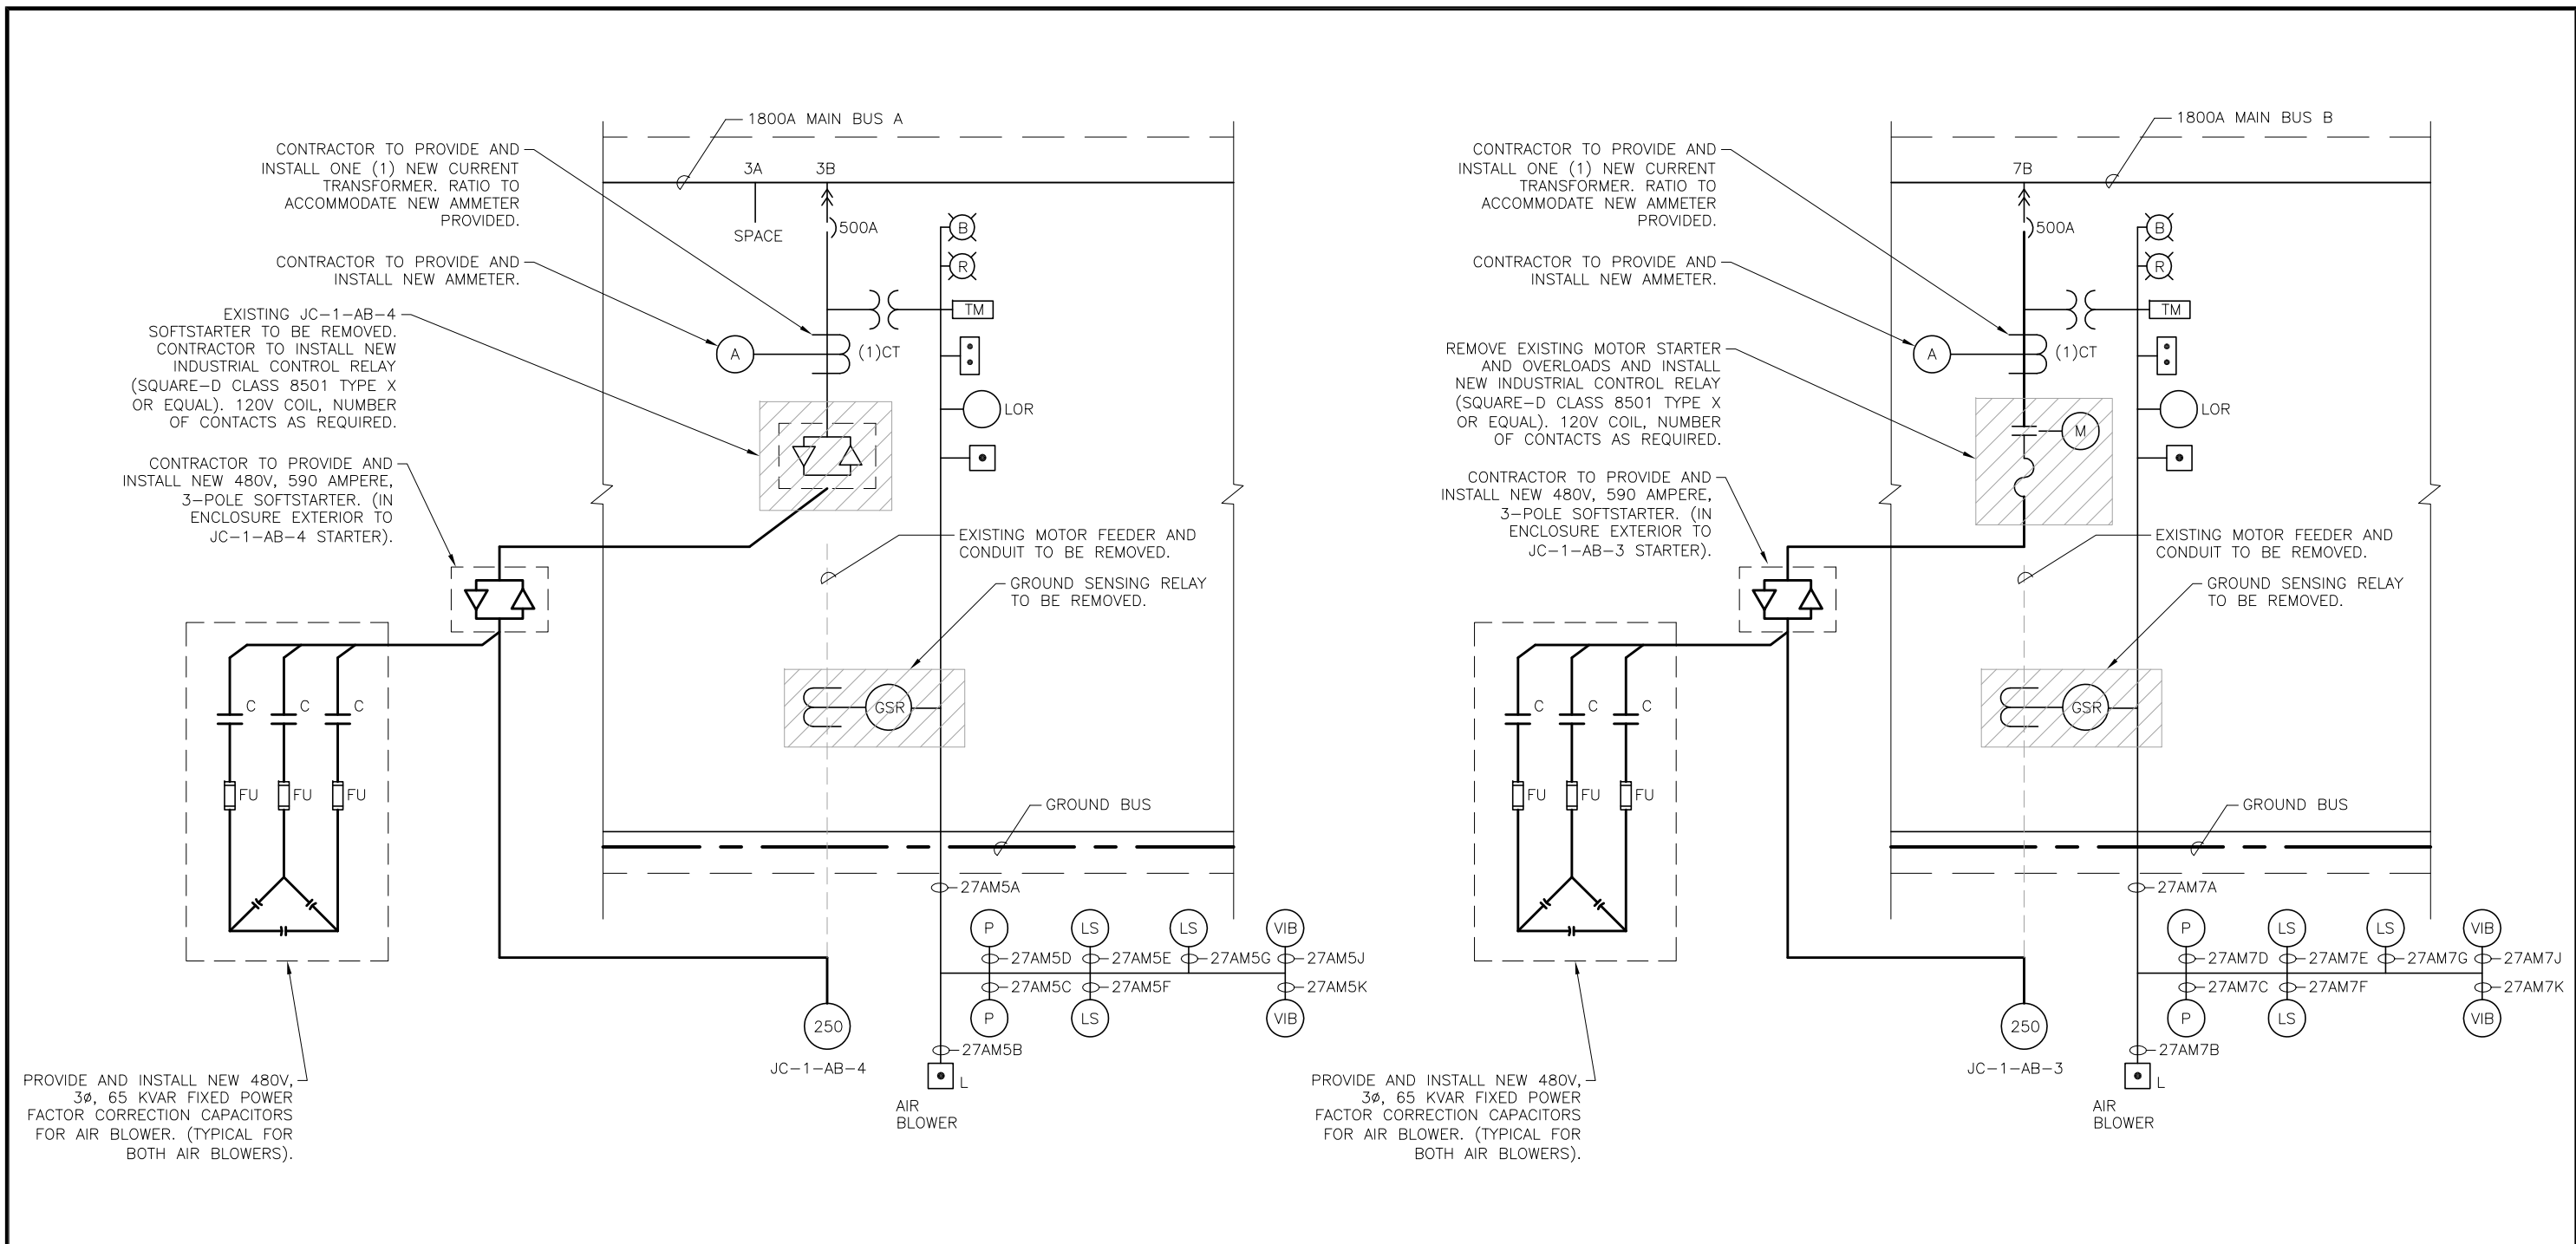 1800A MAIN BUS A
CONTRACTOR TO PROVIDE AND
INSTALL ONE (1) NEW CURRENT
TRANSFORMER. RATIO TO
ACCOMMODATE NEW AMMETER
PROVIDED.
3A
3B
SPACE
500A
B
R
CONTRACTOR TO PROVIDE AND
INSTALL NEW AMMETER.
TM
EXISTING JC-1-AB-4
SOFTSTARTER TO BE REMOVED.
CONTRACTOR TO INSTALL NEW
INDUSTRIAL CONTROL RELAY
(SQUARE-D CLASS 8501 TYPE X
OR EQUAL). 120V COIL, NUMBER
OF CONTACTS AS REQUIRED.
A
(1)CT
LOR
CONTRACTOR TO PROVIDE AND
INSTALL NEW 480V, 590 AMPERE,
3-POLE SOFTSTARTER. (IN
ENCLOSURE EXTERIOR TO
JC-1-AB-4 STARTER).
EXISTING MOTOR FEEDER AND
CONDUIT TO BE REMOVED.
GROUND SENSING RELAY
TO BE REMOVED.
C
C
C
GSR
FU
FU
FU
GROUND BUS
27AM5A
P
LS
LS
VIB
27AM5D
27AM5E
27AM5G
27AM5J
27AM5C
27AM5F
27AM5K
P
LS
VIB
250
JC-1-AB-4
27AM5B
L
AIR
BLOWER
PROVIDE AND INSTALL NEW 480V,
3ø, 65 KVAR FIXED POWER
FACTOR CORRECTION CAPACITORS
FOR AIR BLOWER. (TYPICAL FOR
BOTH AIR BLOWERS).
1800A MAIN BUS B
CONTRACTOR TO PROVIDE AND
INSTALL ONE (1) NEW CURRENT
TRANSFORMER. RATIO TO
ACCOMMODATE NEW AMMETER
PROVIDED.
7B
500A
B
R
CONTRACTOR TO PROVIDE AND
INSTALL NEW AMMETER.
TM
REMOVE EXISTING MOTOR STARTER
AND OVERLOADS AND INSTALL
NEW INDUSTRIAL CONTROL RELAY
(SQUARE-D CLASS 8501 TYPE X
OR EQUAL). 120V COIL, NUMBER
OF CONTACTS AS REQUIRED.
A
(1)CT
LOR
M
CONTRACTOR TO PROVIDE AND
INSTALL NEW 480V, 590 AMPERE,
3-POLE SOFTSTARTER. (IN
ENCLOSURE EXTERIOR TO
JC-1-AB-3 STARTER).
EXISTING MOTOR FEEDER AND
CONDUIT TO BE REMOVED.
GROUND SENSING RELAY
TO BE REMOVED.
C
C
C
GSR
FU
FU
FU
GROUND BUS
27AM7A
P
LS
LS
VIB
27AM7D
27AM7E
27AM7G
27AM7J
27AM7C
27AM7F
27AM7K
P
LS
VIB
250
JC-1-AB-3
27AM7B
L
AIR
BLOWER
PROVIDE AND INSTALL NEW 480V,
3ø, 65 KVAR FIXED POWER
FACTOR CORRECTION CAPACITORS
FOR AIR BLOWER. (TYPICAL FOR
BOTH AIR BLOWERS).